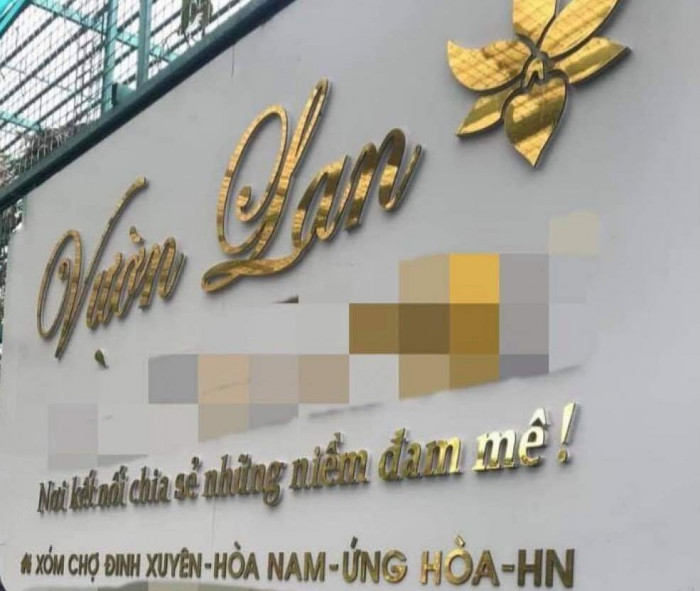 Vườn Lan
Nơi kết nối chia sẻ những niềm đam mê!
XÓM CHỢ ĐINH XUYÊN-HÒA NAM-ỨNG HÒA-HN